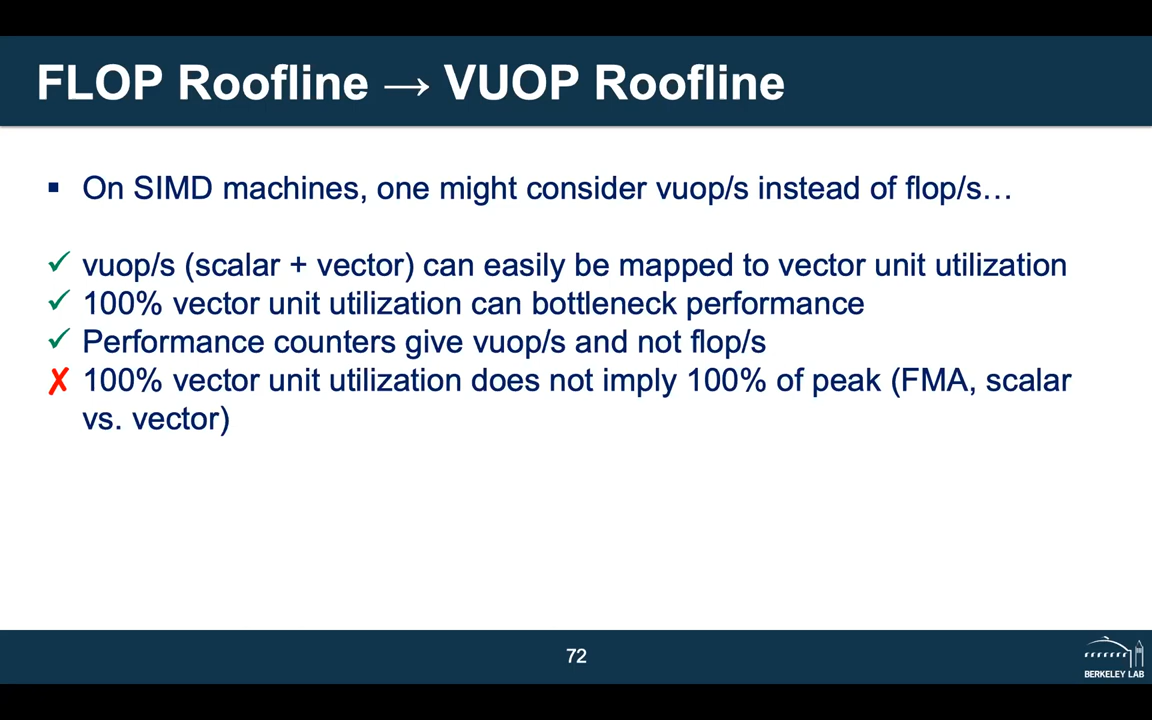 FLOP Roofline → VUOP Roofline
▪ On SIMD machines, one might consider vuop/s instead of flop/s…
✓ vuop/s (scalar + vector) can easily be mapped to vector unit utilization
✓ 100% vector unit utilization can bottleneck performance
✓ Performance counters give vuop/s and not flop/s
✗ 100% vector unit utilization does not imply 100% of peak (FMA, scalar
vs. vector)
72
BERKELEY LAB